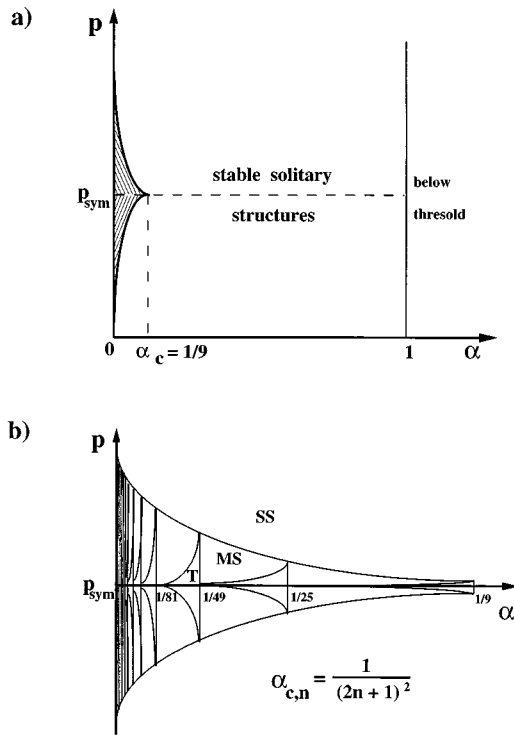 a)
p
stable solitary
p_sym
structures
below
thresold
0
α_c = 1/9
1
α
b)
p
SS
MS
T
p_sym
1/81
1/49
1/25
1/9
α
α_{c,n} = 1 / (2n + 1)^2